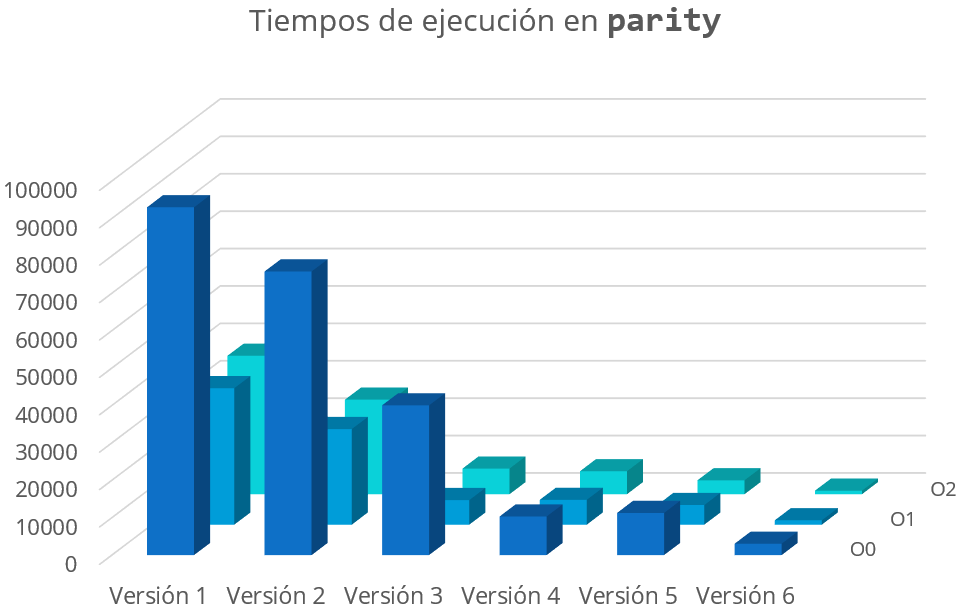 Tiempos de ejecución en parity
100000
90000
80000
70000
60000
50000
40000
30000
20000
10000
0
O2
O1
O0
Versión 1 Versión 2 Versión 3 Versión 4 Versión 5 Versión 6